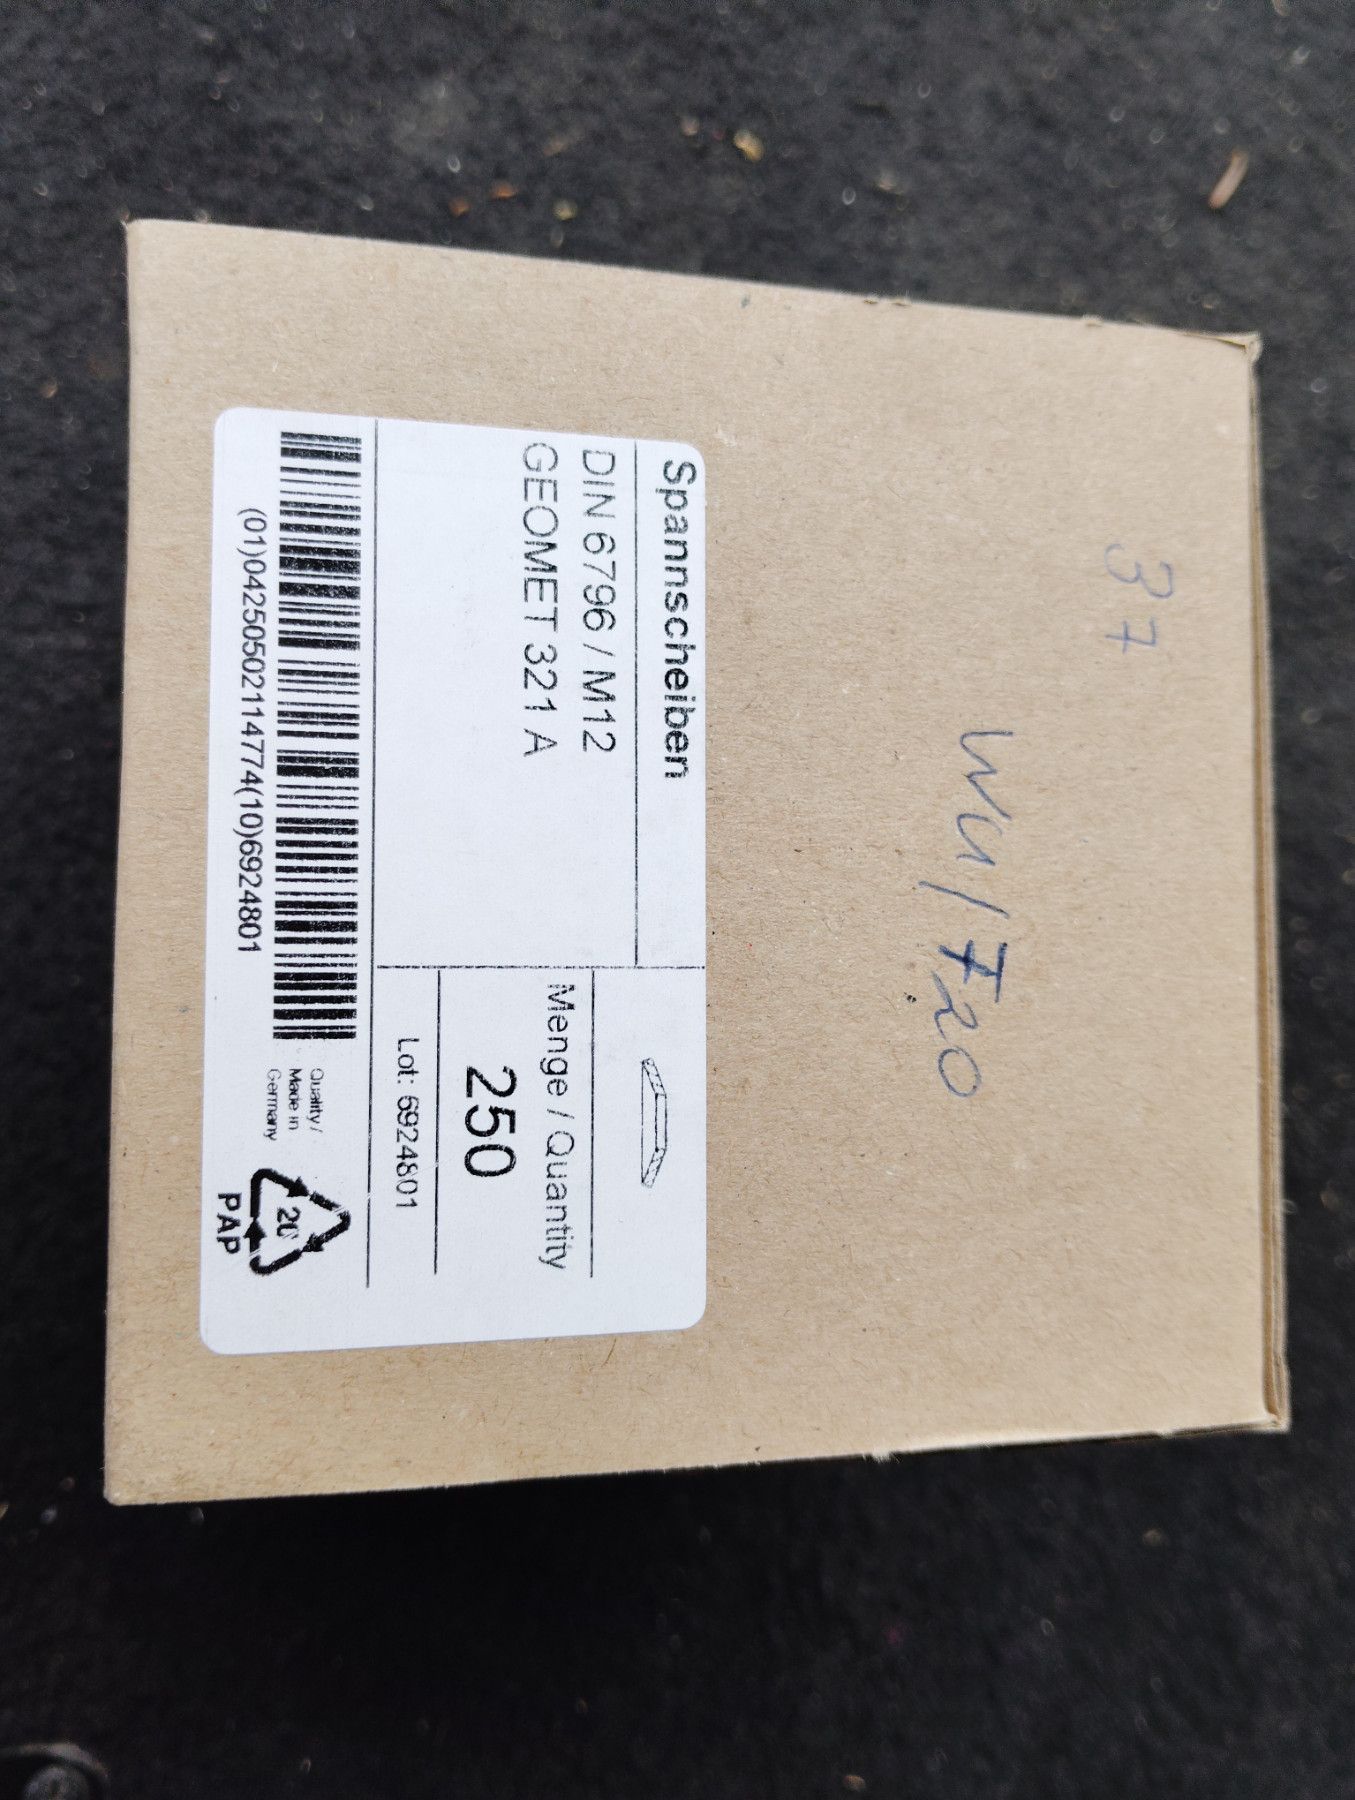 37
WU/720
Spannscheiben
DIN 6796 / M12
GEOMET 321 A
Menge / Quantity
250
Lot: 6924801
(01)04250502114774(10)6924801
Quality /
Made in
Germany
20
PAP